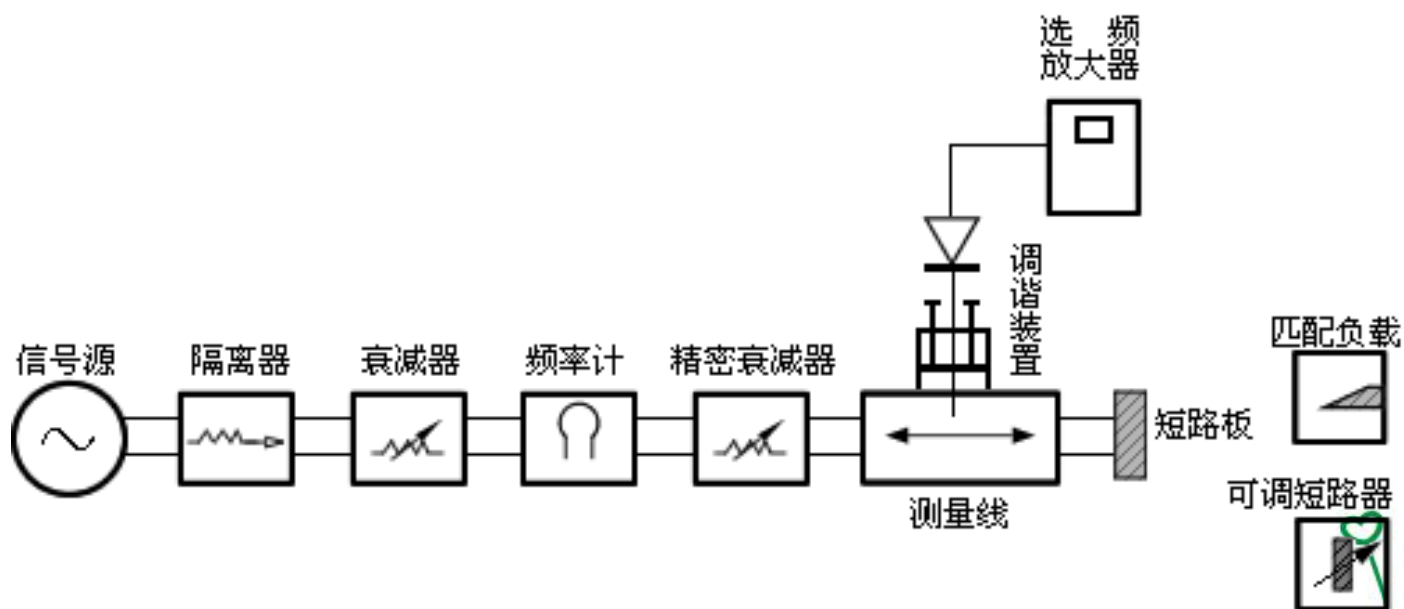 选 频
放大器
调谐装置
信号源
隔离器
衰减器
频率计
精密衰减器
匹配负载
短路板
可调短路器
测量线